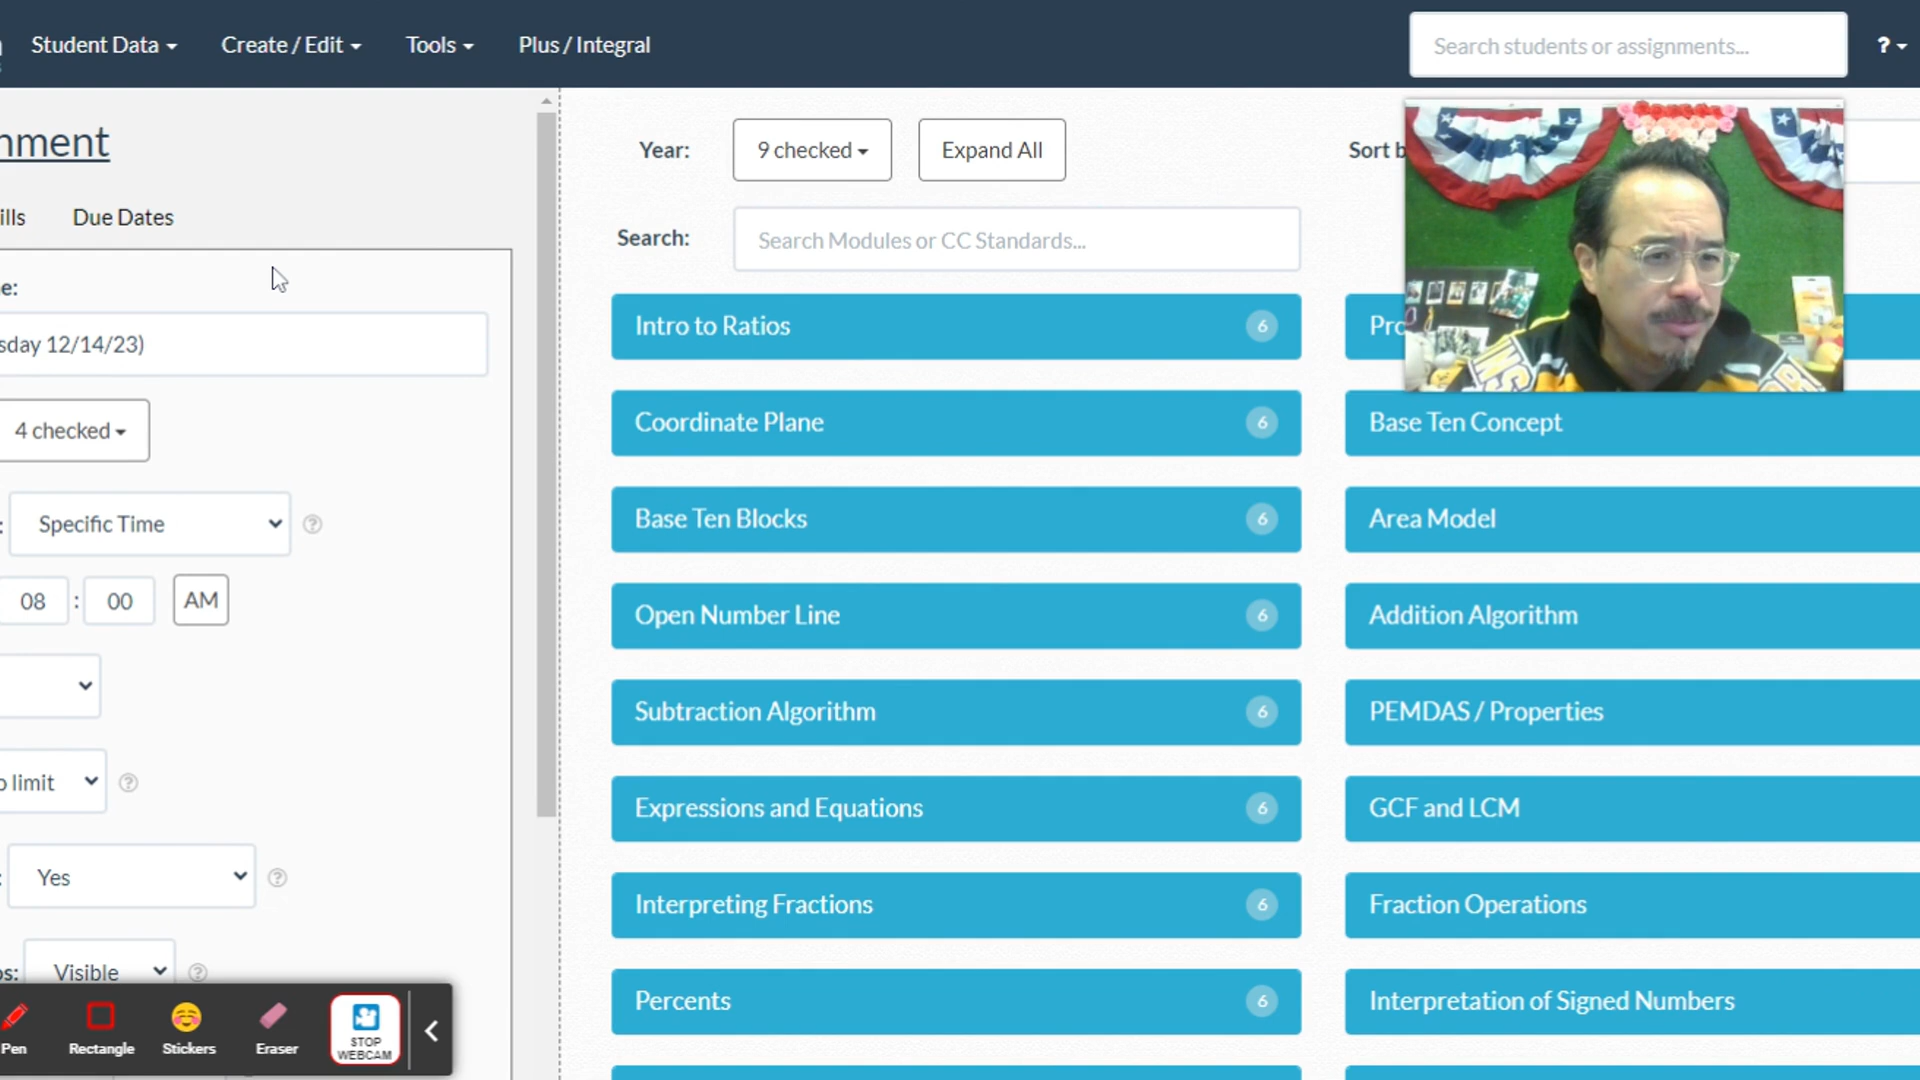 Student Data
Create / Edit
Tools
Plus / Integral
Search students or assignments...
?
nment
ills
Due Dates
e:
sday 12/14/23)
4 checked
: Specific Time ?
08 : 00 AM
o limit ?
: Yes ?
os: Visible ?
Year: 9 checked Expand All
Sort b
Search: Search Modules or CC Standards...
Intro to Ratios 6
Pro
Coordinate Plane 6
Base Ten Concept
Base Ten Blocks 6
Area Model
Open Number Line 6
Addition Algorithm
Subtraction Algorithm 6
PEMDAS / Properties
Expressions and Equations 6
GCF and LCM
Interpreting Fractions 6
Fraction Operations
Percents 6
Interpretation of Signed Numbers
Pen
Rectangle
Stickers
Eraser
STOP
WEBCAM